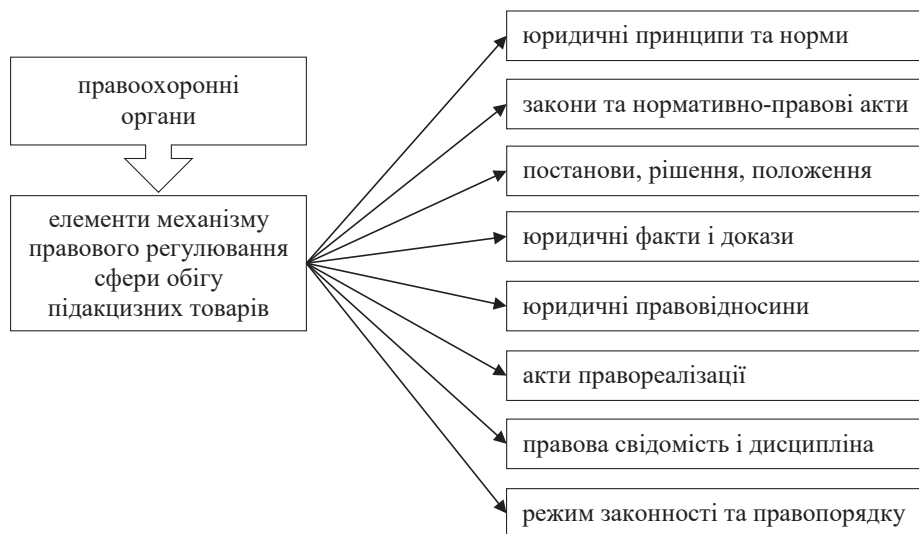 правоохоронні
органи
елементи механізму
правового регулювання
сфери обігу
підакцизних товарів
юридичні принципи та норми
закони та нормативно-правові акти
постанови, рішення, положення
юридичні факти і докази
юридичні правовідносини
акти правореалізації
правова свідомість і дисципліна
режим законності та правопорядку